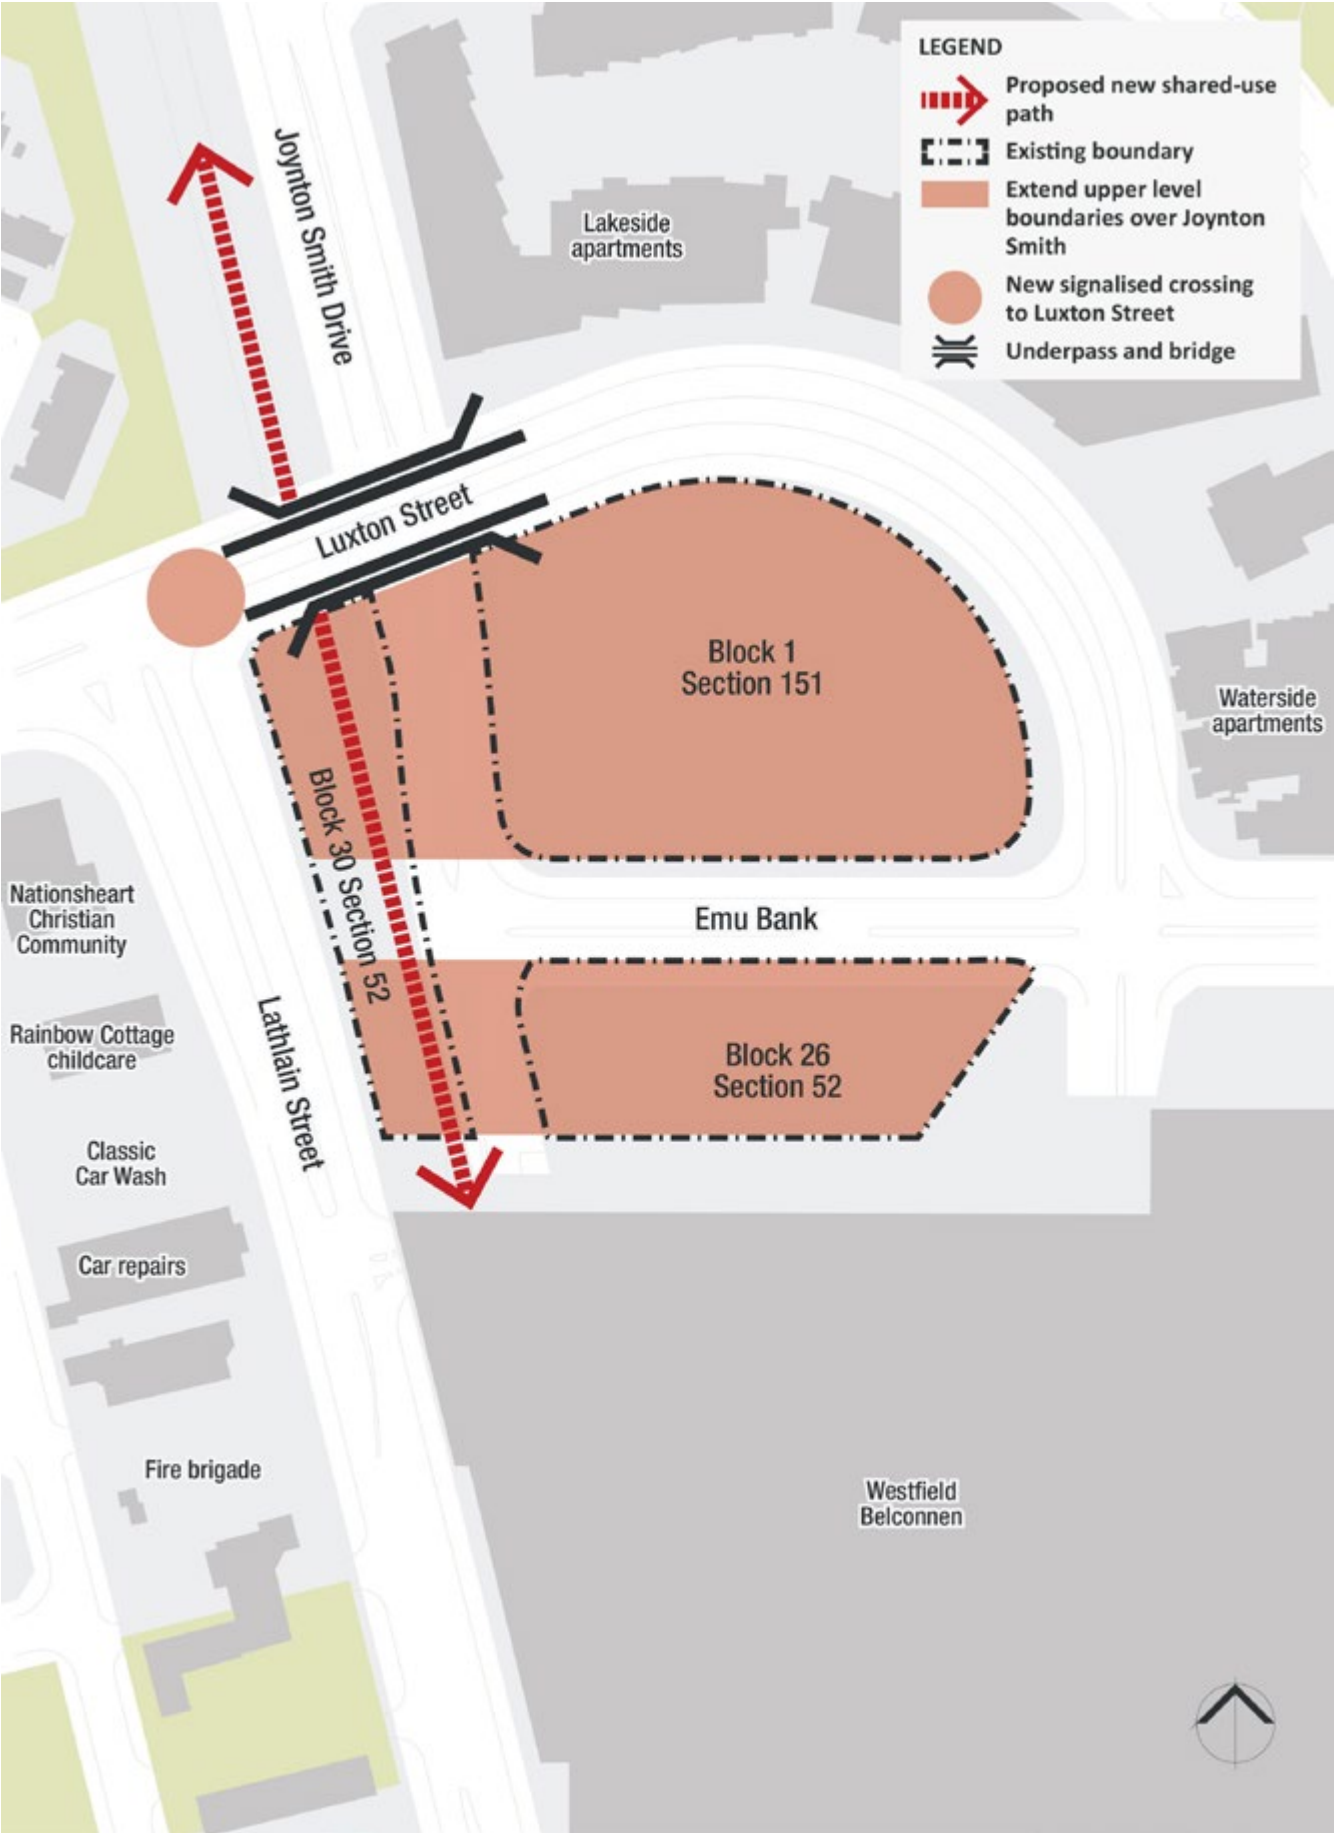 LEGEND
Proposed new shared-use
path
Existing boundary
Extend upper level
boundaries over Joynton
Smith
New signalised crossing
to Luxton Street
Underpass and bridge
Joynton Smith Drive
Lakeside
apartments
Luxton Street
Block 1
Section 151
Waterside
apartments
Block 30 Section 52
Nationsheart
Christian
Community
Emu Bank
Rainbow Cottage
childcare
Lathlain Street
Block 26
Section 52
Classic
Car Wash
Car repairs
Fire brigade
Westfield
Belconnen